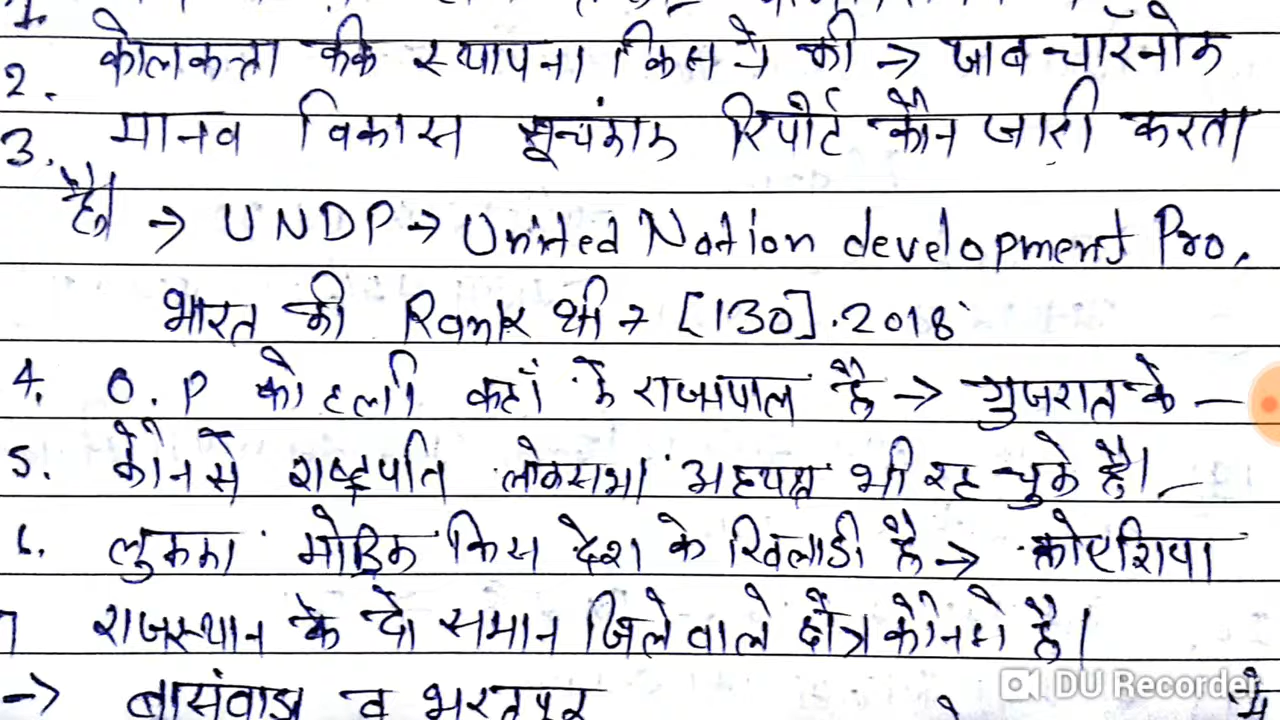 1.
2. कोलकत्ता कीक स्थापना किस ने की → जाब चॉरनोक
3. मानव विकास सूचकांक रिपोर्ट कौन जारी करता
है। → UNDP → United Nation development Pro.
भारत की Rank थी → [130]. 2018
4. O. P कोहली कहाँ के राज्यपाल है → गुजरात के –
5. कौनसे राष्ट्रपति लोकसभा अध्यक्ष भी रह चुके है। –
6. लुकका मोड्रिक किस देश के खिलाडी है → क्रोएशिया
7 राजस्थान के दो समान जिले वाले क्षेत्र कौनसे है।
→ बासंवाडा व भरतपुर
DU Recorder